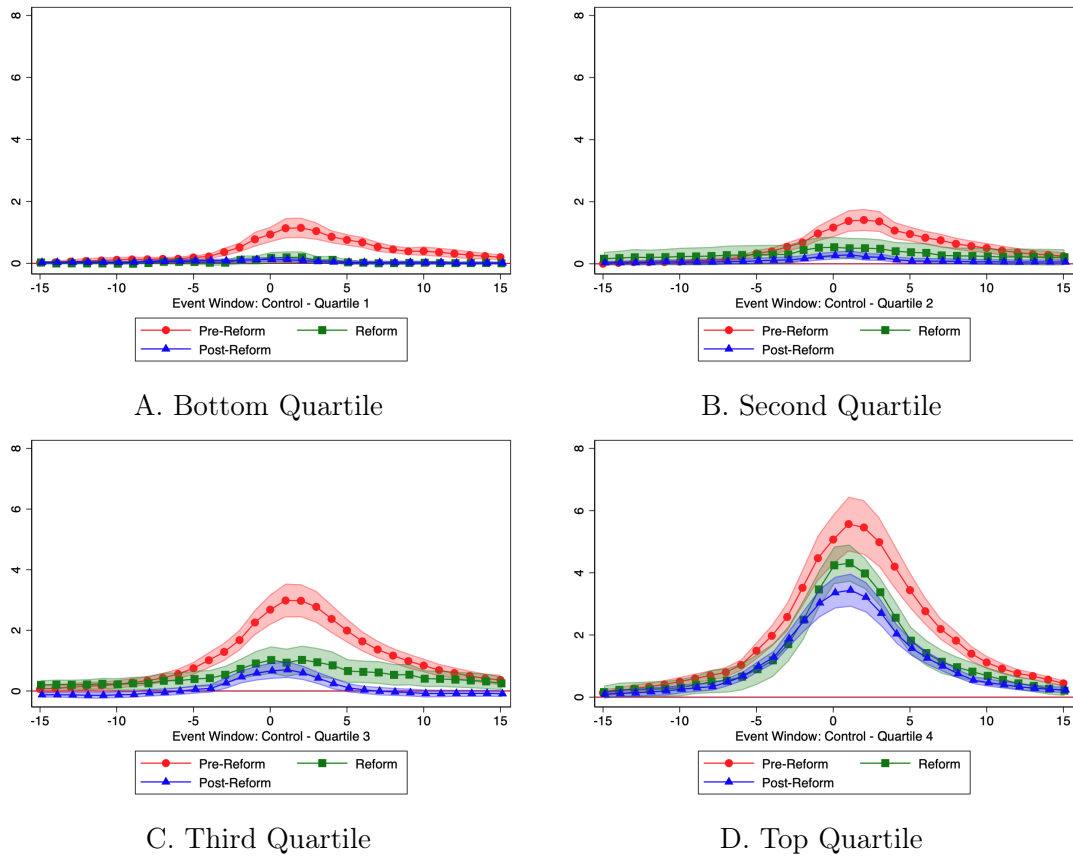 8
6
4
2
0
-15 -10 -5 0 5 10 15
Event Window: Control - Quartile 1
Pre-Reform Reform
Post-Reform
A. Bottom Quartile
8
6
4
2
0
-15 -10 -5 0 5 10 15
Event Window: Control - Quartile 2
Pre-Reform Reform
Post-Reform
B. Second Quartile
8
6
4
2
0
-15 -10 -5 0 5 10 15
Event Window: Control - Quartile 3
Pre-Reform Reform
Post-Reform
C. Third Quartile
8
6
4
2
0
-15 -10 -5 0 5 10 15
Event Window: Control - Quartile 4
Pre-Reform Reform
Post-Reform
D. Top Quartile